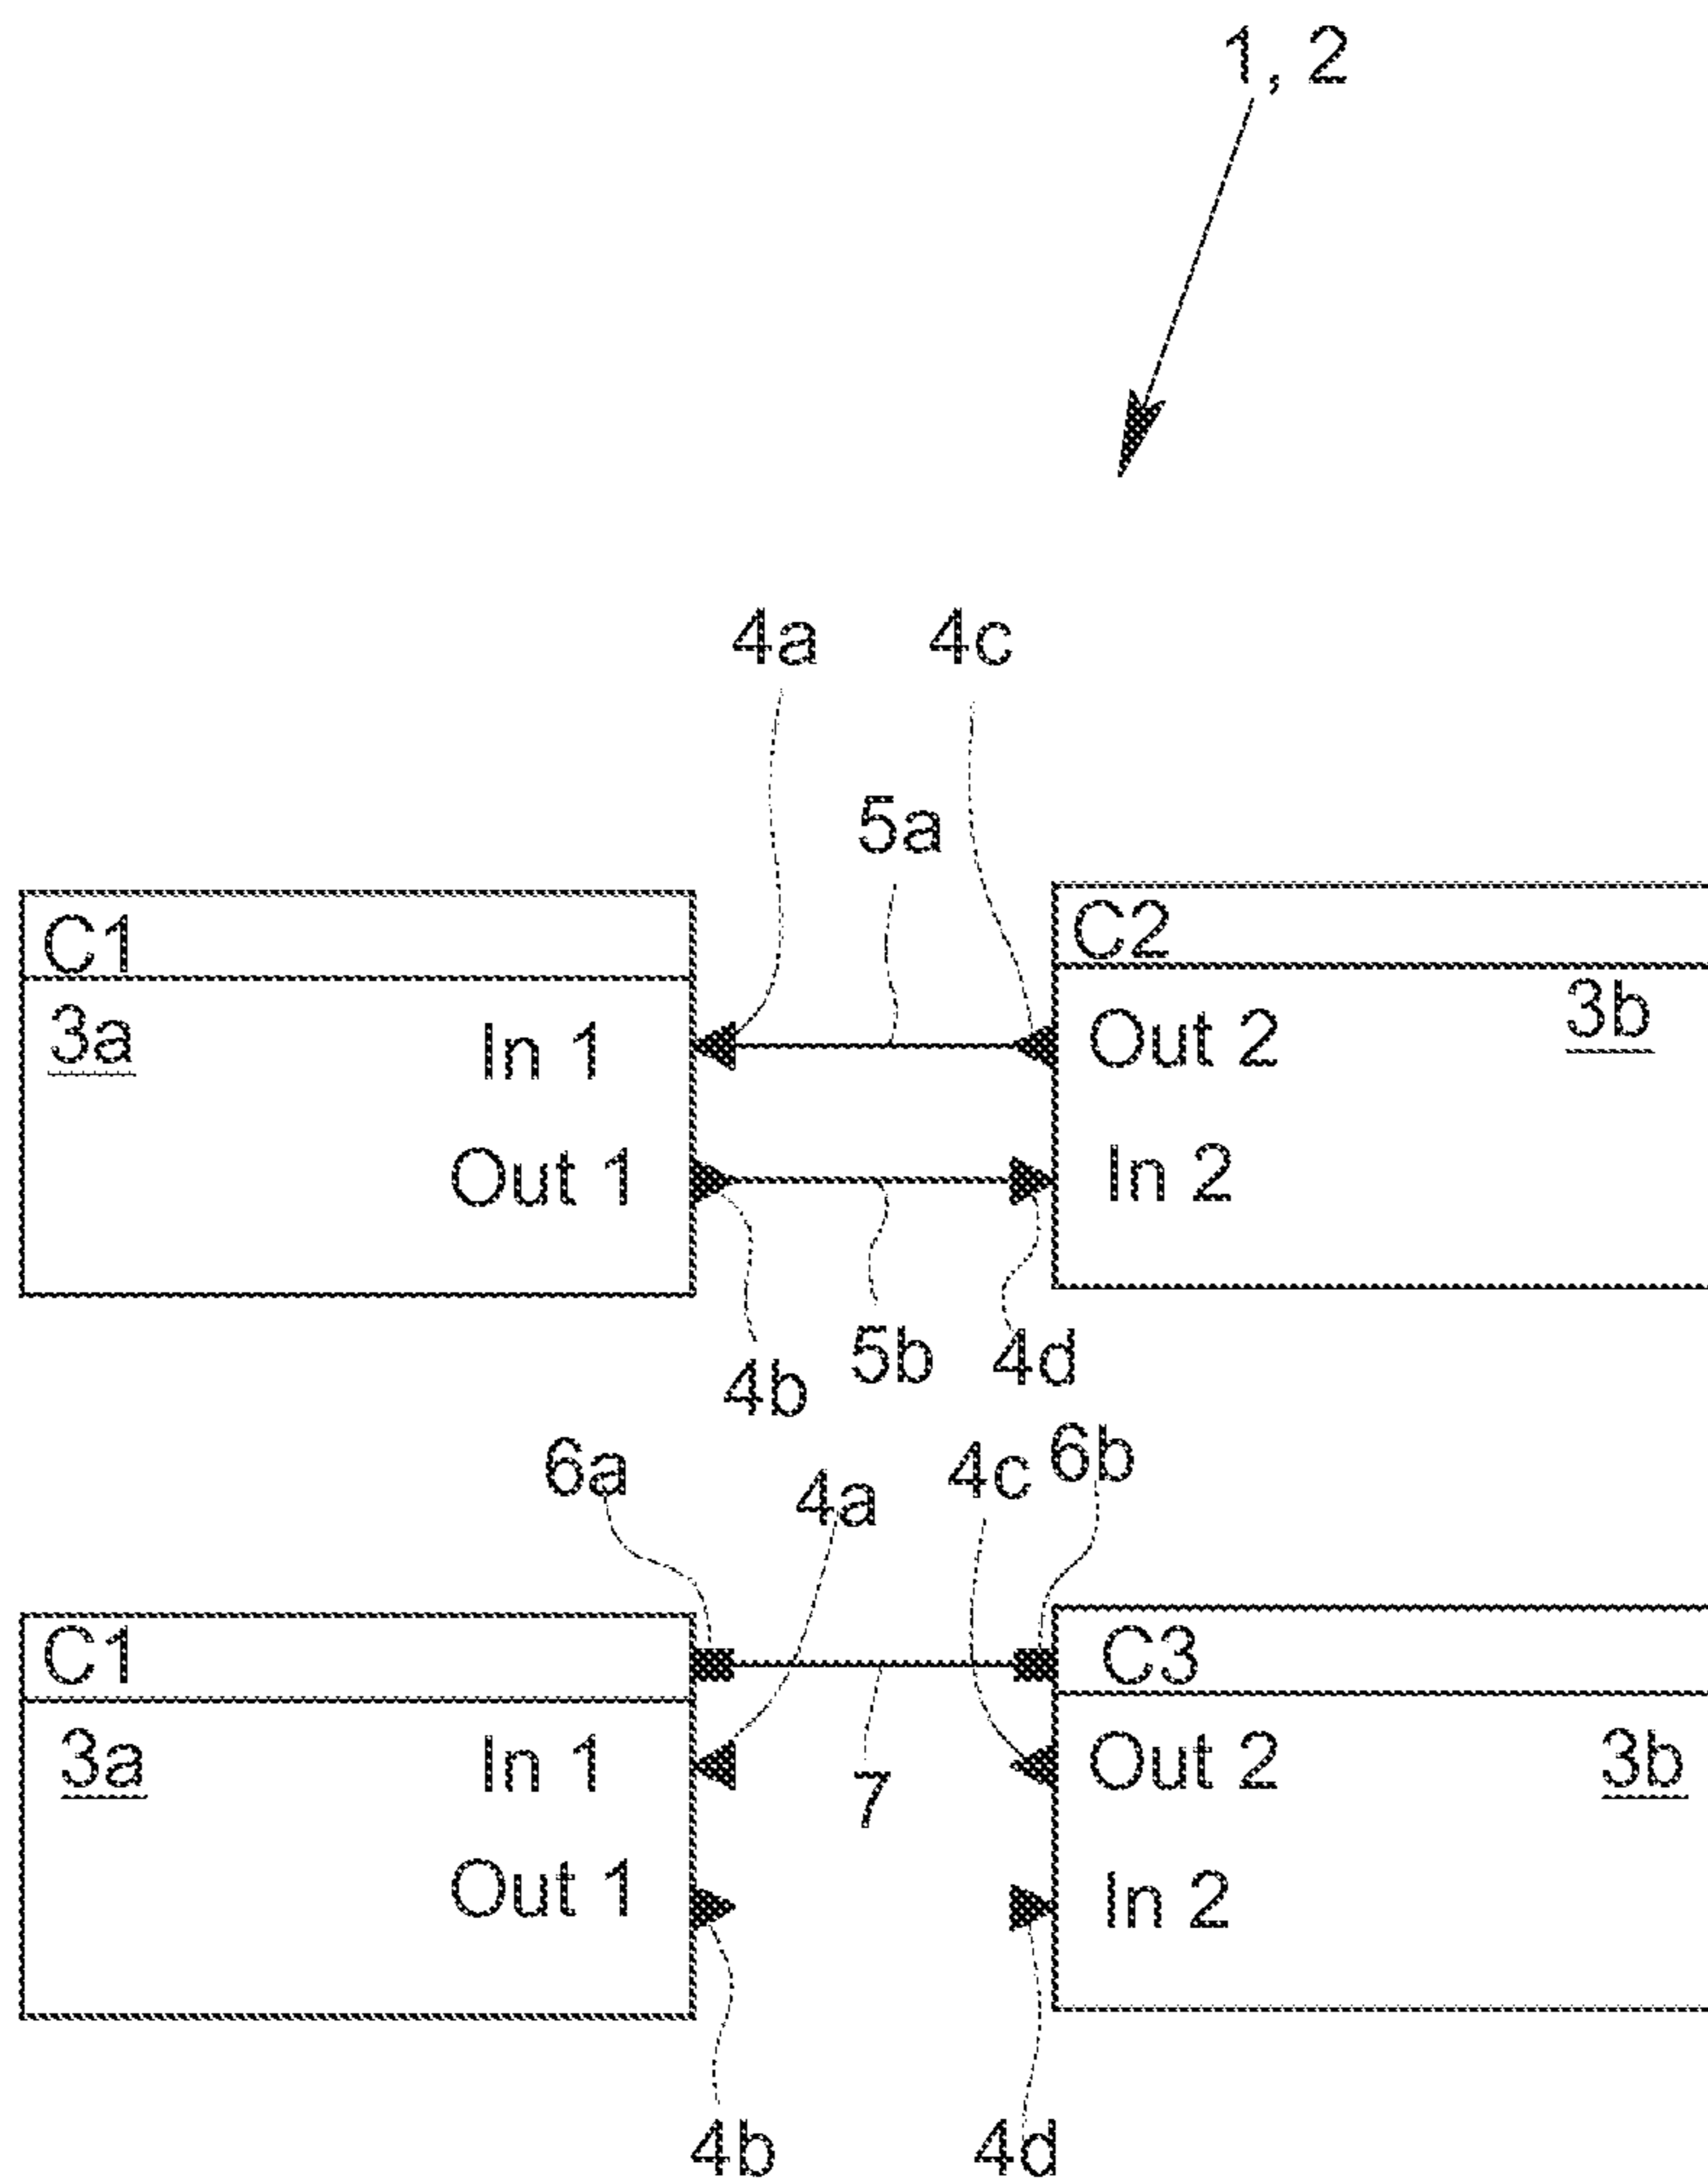 1, 2
4a 4c
5a
C1 C2
3a In 1 Out 2 3b
Out 1 In 2
4b 5b 4d
6a 4a 4c 6b
C1 C3
3a In 1 7 Out 2 3b
Out 1 In 2
4b 4d